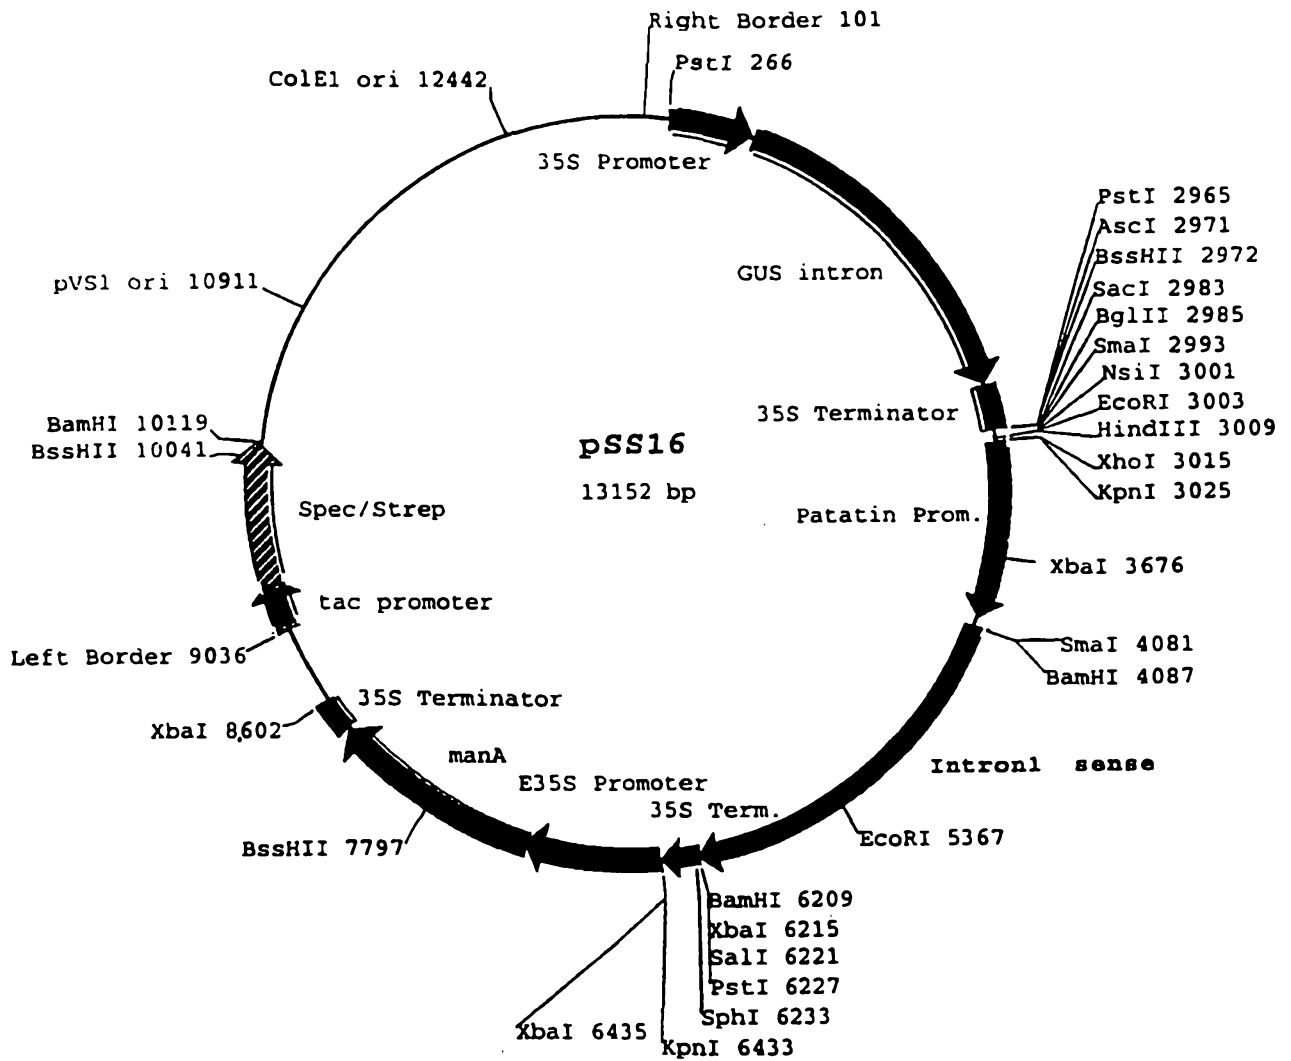 Right Border 101
PstI 266
ColE1 ori 12442
35S Promoter
PstI 2965
AscI 2971
BssHII 2972
SacI 2983
BglII 2985
SmaI 2993
NsiI 3001
EcoRI 3003
HindIII 3009
XhoI 3015
KpnI 3025
GUS intron
pVS1 ori 10911
35S Terminator
BamHI 10119
BssHII 10041
pSS16
13152 bp
Spec/Strep
Patatin Prom.
XbaI 3676
tac promoter
SmaI 4081
BamHI 4087
Left Border 9036
35S Terminator
XbaI 8602
manA
Intron1 sense
E35S Promoter
35S Term.
EcoRI 5367
BssHII 7797
BamHI 6209
XbaI 6215
SalI 6221
PstI 6227
SphI 6233
XbaI 6435
KpnI 6433